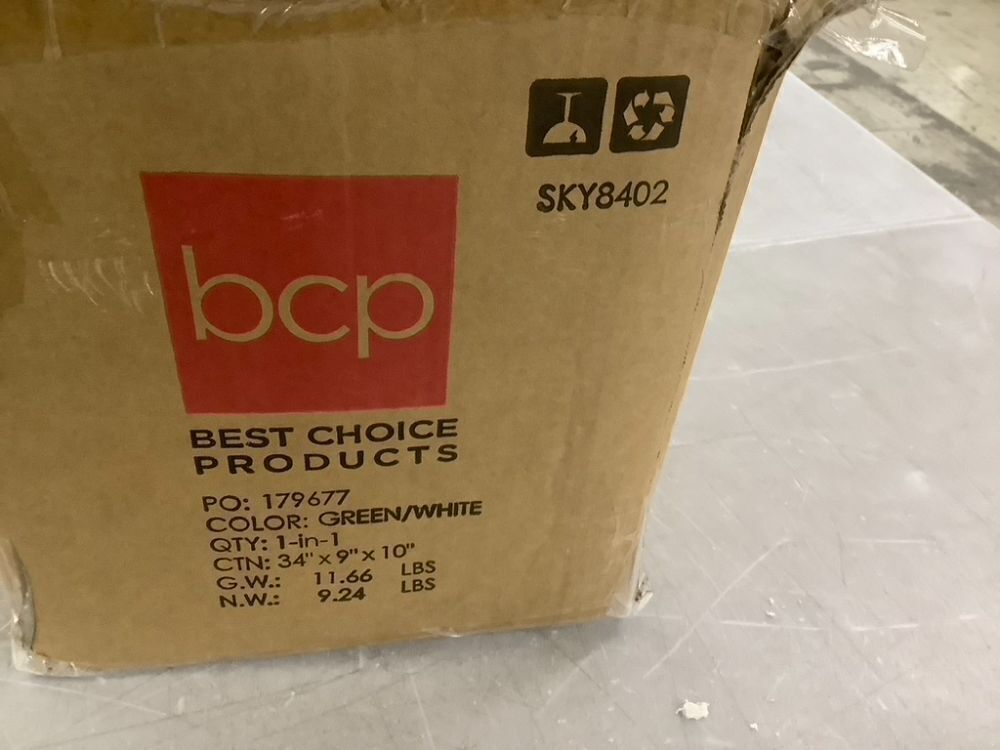 SKY8402
bcp
BEST CHOICE
PRODUCTS
PO: 179677
COLOR: GREEN/WHITE
QTY: 1-in-1
CTN: 34" x 9" x 10"
G.W.: 11.66 LBS
N.W.: 9.24 LBS